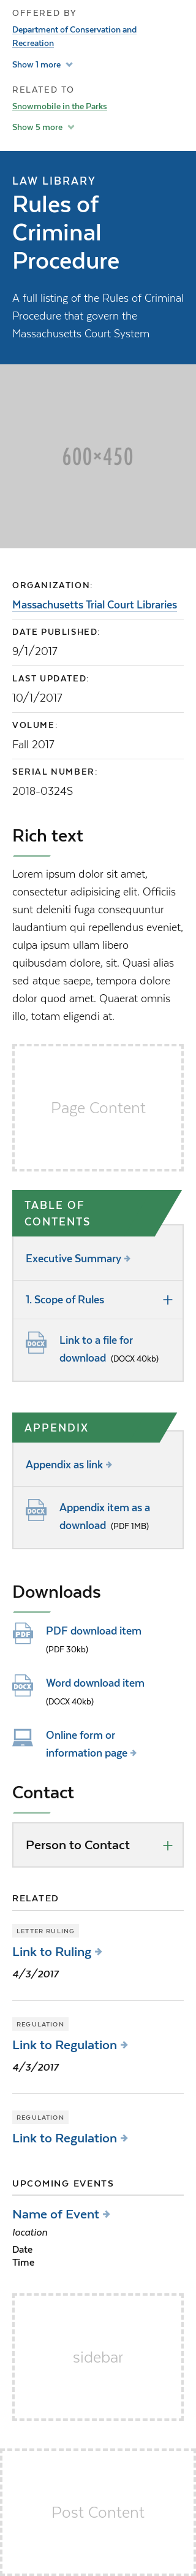 OFFERED BY
Department of Conservation and
Recreation
Show 1 more
RELATED TO
Snowmobile in the Parks
Show 5 more
LAW LIBRARY
Rules of
Criminal
Procedure
A full listing of the Rules of Criminal
Procedure that govern the
Massachusetts Court System
600×450
ORGANIZATION:
Massachusetts Trial Court Libraries
DATE PUBLISHED:
9/1/2017
LAST UPDATED:
10/1/2017
VOLUME:
Fall 2017
SERIAL NUMBER:
2018-0324S
Rich text
Lorem ipsum dolor sit amet,
consectetur adipisicing elit. Officiis
sunt deleniti fuga consequuntur
laudantium qui repellendus eveniet,
culpa ipsum ullam libero
quibusdam dolore, sit. Quasi alias
sed atque saepe, tempora dolore
dolor quod amet. Quaerat omnis
illo, totam eligendi at.
Page Content
TABLE OF
CONTENTS
Executive Summary
1. Scope of Rules
DOCX
Link to a file for
download (DOCX 40kb)
APPENDIX
Appendix as link
DOCX
Appendix item as a
download (PDF 1MB)
Downloads
PDF
PDF download item
(PDF 30kb)
DOCX
Word download item
(DOCX 40kb)
Online form or
information page
Contact
Person to Contact
RELATED
LETTER RULING
Link to Ruling
4/3/2017
REGULATION
Link to Regulation
4/3/2017
REGULATION
Link to Regulation
UPCOMING EVENTS
Name of Event
location
Date
Time
sidebar
Post Content